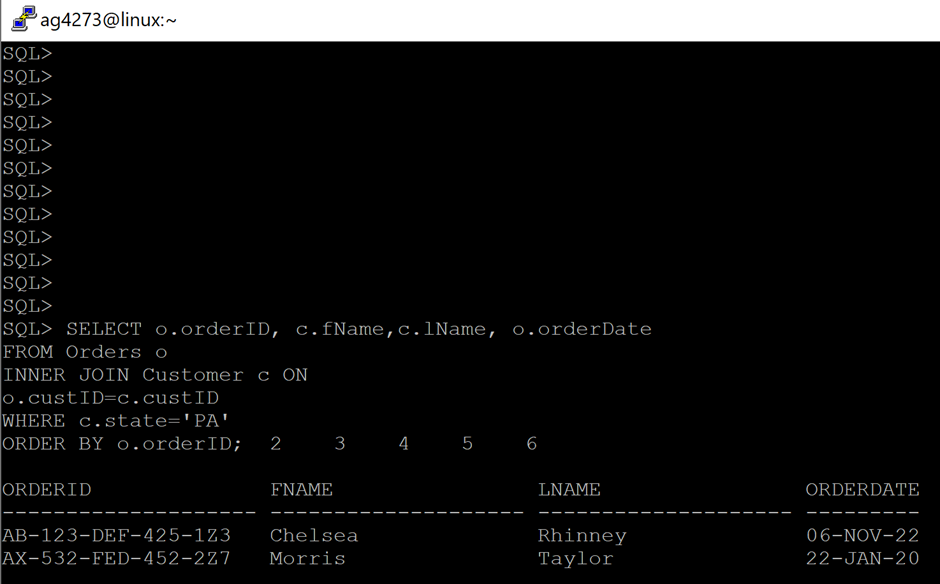 ag4273@linux:~
SQL>
SQL>
SQL>
SQL>
SQL>
SQL>
SQL>
SQL>
SQL>
SQL>
SQL>
SQL>
SQL> SELECT o.orderID, c.fName,c.lName, o.orderDate
FROM Orders o
INNER JOIN Customer c ON
o.custID=c.custID
WHERE c.state='PA'
ORDER BY o.orderID;  2    3    4    5    6
ORDERID FNAME LNAME ORDERDATE
-------------------- -------------------- -------------------- ---------
AB-123-DEF-425-1Z3 Chelsea Rhinney 06-NOV-22
AX-532-FED-452-2Z7 Morris Taylor 22-JAN-20